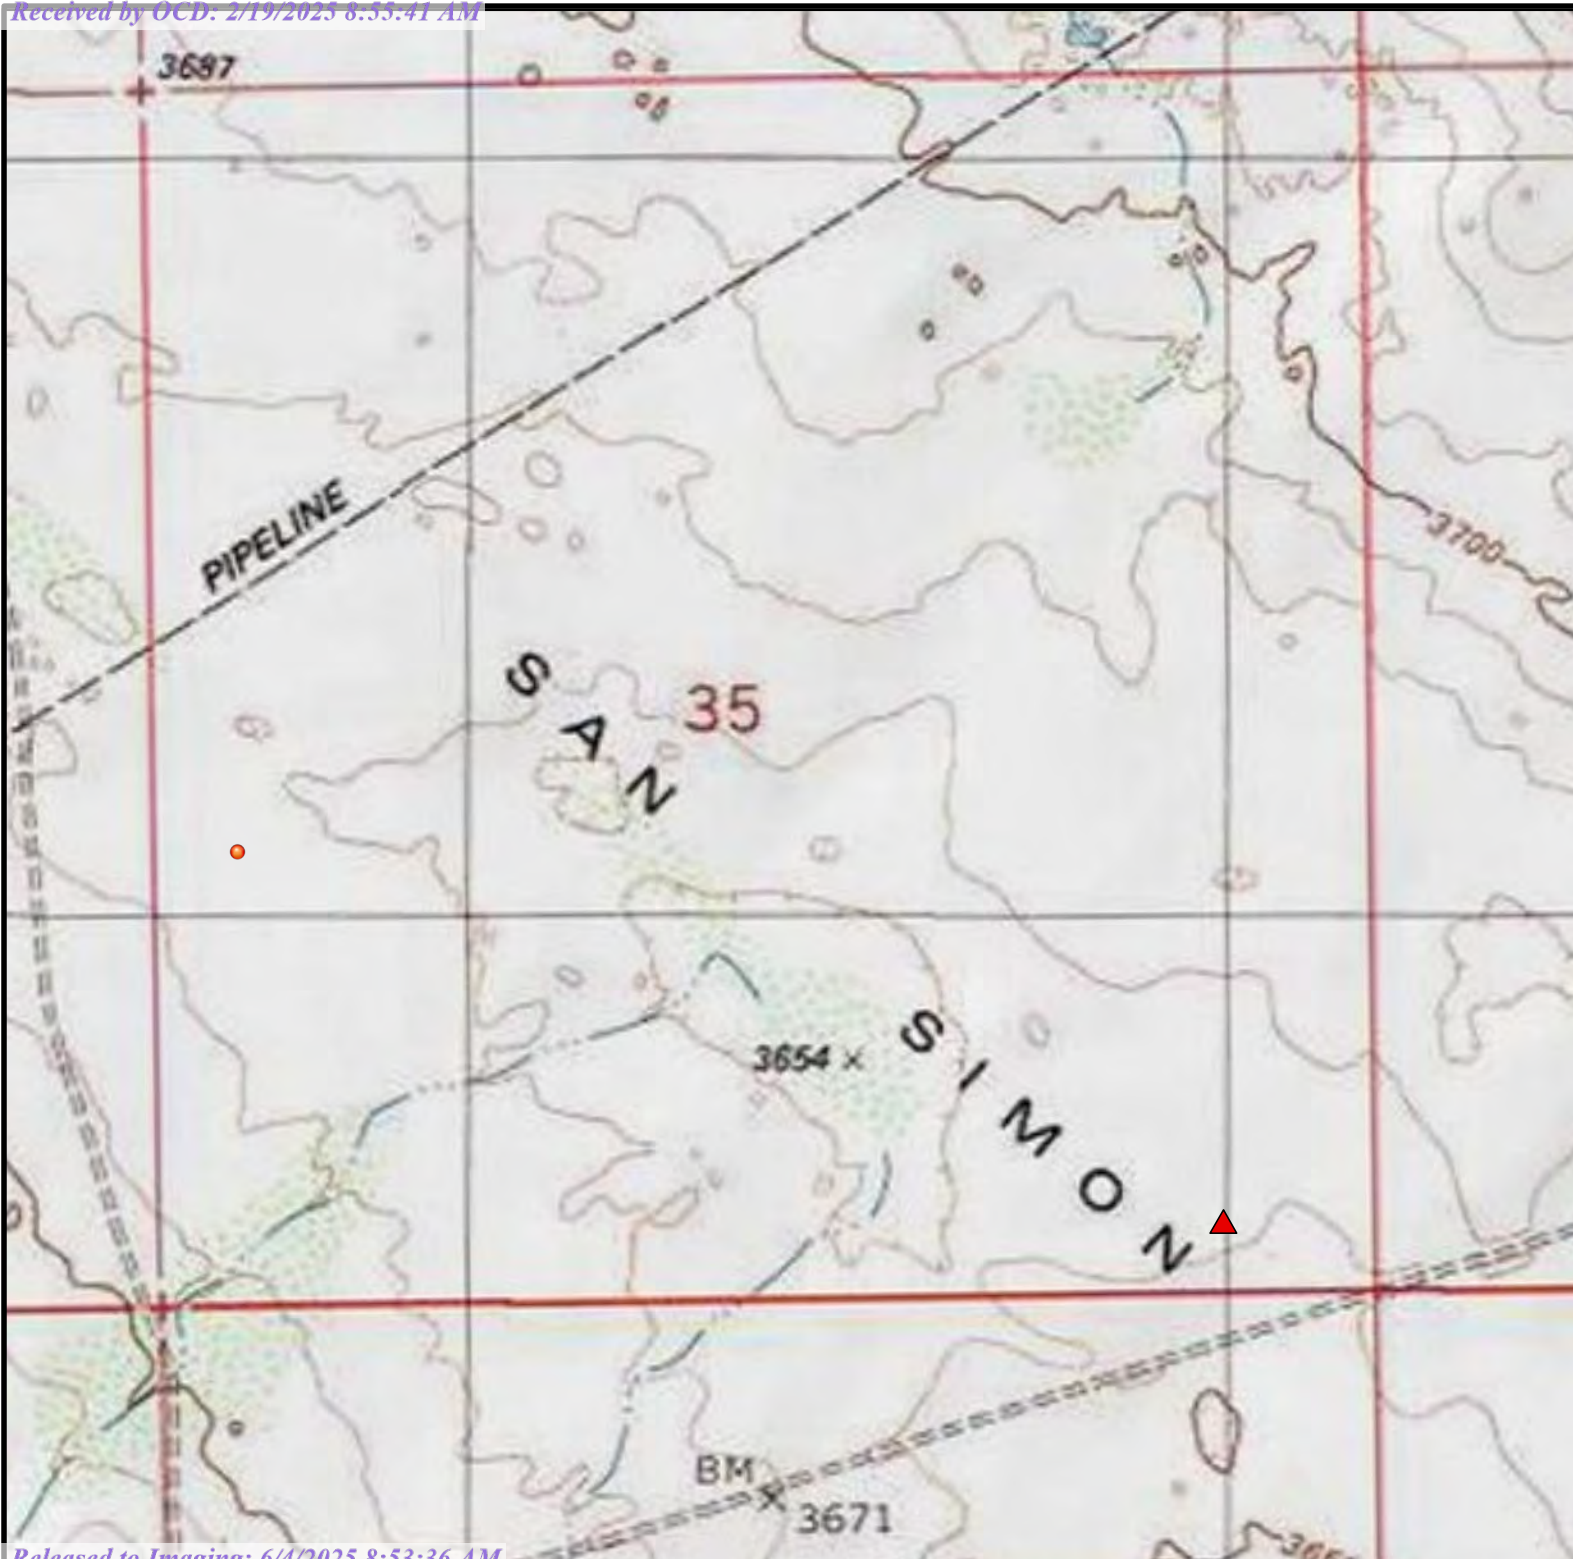 Received by OCD: 2/19/2025 8:55:41 AM
3687
PIPELINE
3700
SAN
35
SIMON
3654
BM
3671
Released to Imaging: 6/4/2025 8:53:36 AM